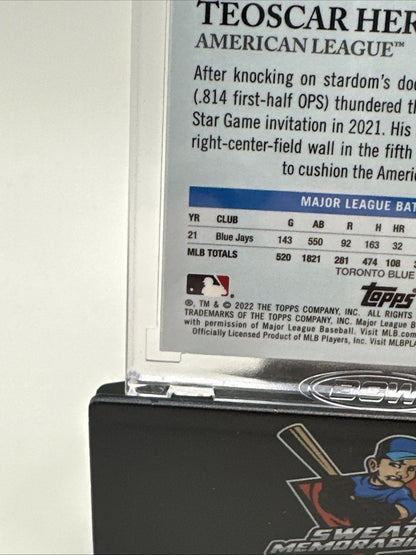 TEOSCAR HER
AMERICAN LEAGUE™
After knocking on stardom's doo
(.814 first-half OPS) thundered th
Star Game invitation in 2021. His
right-center-field wall in the fifth
to cushion the Ameri
MAJOR LEAGUE BAT
YR CLUB G AB R H HR
21 Blue Jays 143 550 92 163 32
MLB TOTALS 520 1821 281 474 108
TORONTO BLUE
Topps
®, TM & © 2022 THE TOPPS COMPANY, INC. ALL RIGHTS
TRADEMARKS OF THE TOPPS COMPANY, INC. Major League B
with permission of Major League Baseball. Visit MLB.com
Officially Licensed Product of MLB Players, Inc. Visit MLBPLA
BCW
SWEAT
MEMORABI